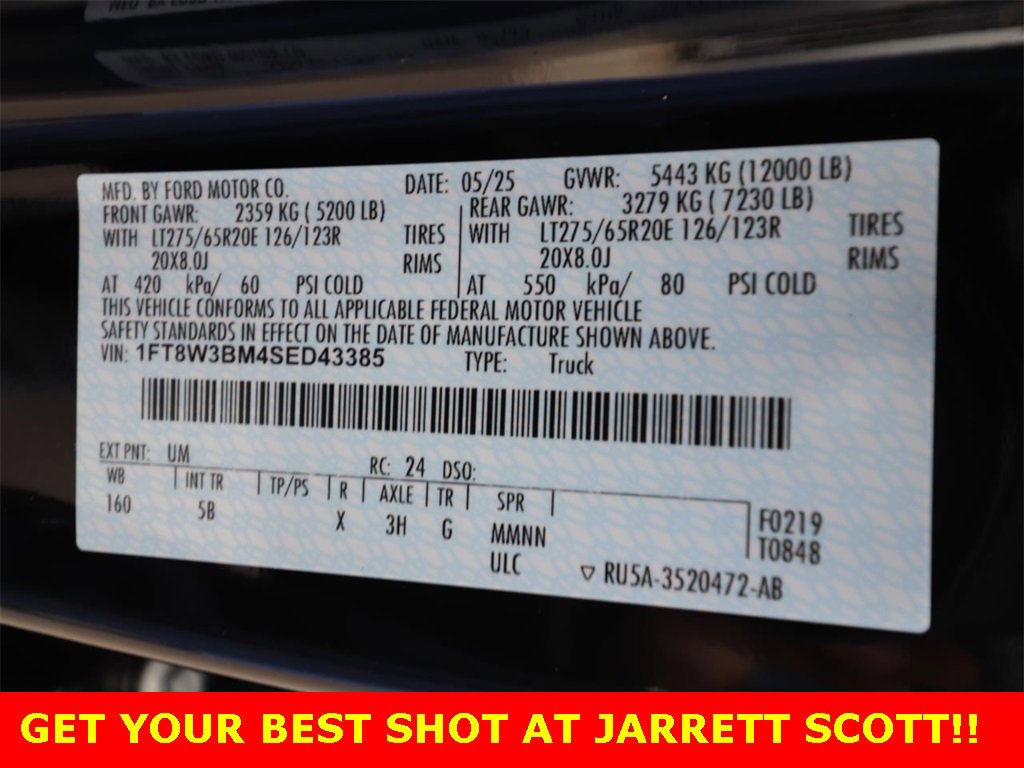 MFD. BY FORD MOTOR CO. DATE: 05/25 GVWR: 5443 KG (12000 LB)
FRONT GAWR: 2359 KG ( 5200 LB) REAR GAWR: 3279 KG ( 7230 LB)
WITH LT275/65R20E 126/123R TIRES WITH LT275/65R20E 126/123R TIRES
20X8.0J RIMS 20X8.0J RIMS
AT 420 kPa/ 60 PSI COLD AT 550 kPa/ 80 PSI COLD
THIS VEHICLE CONFORMS TO ALL APPLICABLE FEDERAL MOTOR VEHICLE
SAFETY STANDARDS IN EFFECT ON THE DATE OF MANUFACTURE SHOWN ABOVE.
VIN: 1FT8W3BM4SED43385 TYPE: Truck
EXT PNT: UM RC: 24 DSO:
WB INT TR TP/PS R AXLE TR SPR
160 5B X 3H G MMNN F0219
ULC T0848
▽ RU5A-3520472-AB
GET YOUR BEST SHOT AT JARRETT SCOTT!!